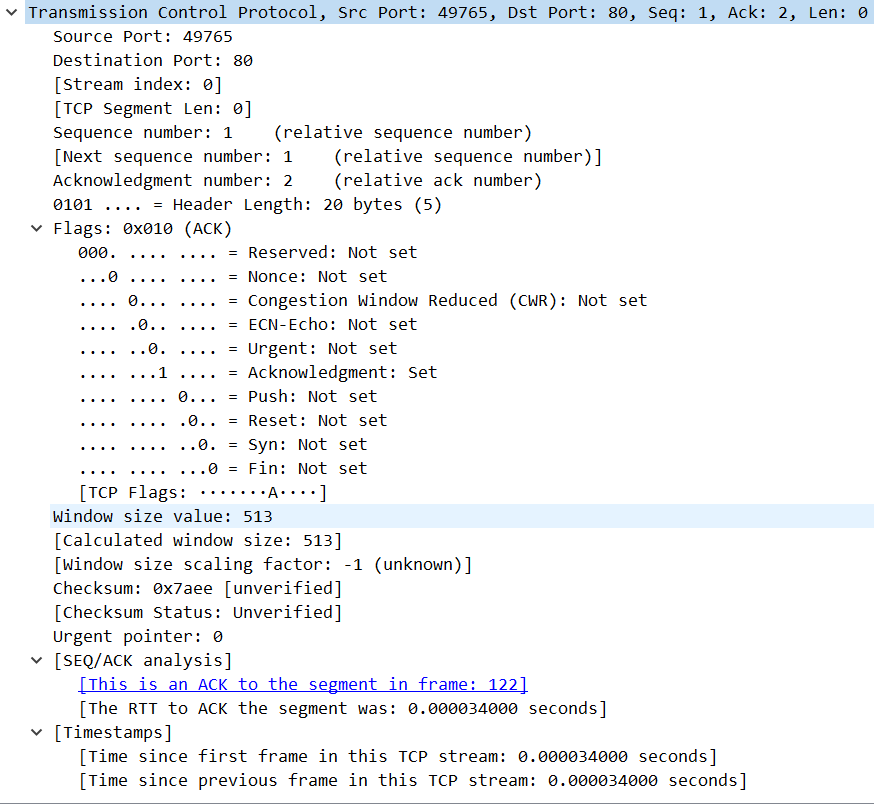 Transmission Control Protocol, Src Port: 49765, Dst Port: 80, Seq: 1, Ack: 2, Len: 0
Source Port: 49765
Destination Port: 80
[Stream index: 0]
[TCP Segment Len: 0]
Sequence number: 1    (relative sequence number)
[Next sequence number: 1    (relative sequence number)]
Acknowledgment number: 2    (relative ack number)
0101 .... = Header Length: 20 bytes (5)
Flags: 0x010 (ACK)
000. .... .... = Reserved: Not set
...0 .... .... = Nonce: Not set
.... 0... .... = Congestion Window Reduced (CWR): Not set
.... .0.. .... = ECN-Echo: Not set
.... ..0. .... = Urgent: Not set
.... ...1 .... = Acknowledgment: Set
.... .... 0... = Push: Not set
.... .... .0.. = Reset: Not set
.... .... ..0. = Syn: Not set
.... .... ...0 = Fin: Not set
[TCP Flags: ·······A····]
Window size value: 513
[Calculated window size: 513]
[Window size scaling factor: -1 (unknown)]
Checksum: 0x7aee [unverified]
[Checksum Status: Unverified]
Urgent pointer: 0
[SEQ/ACK analysis]
[This is an ACK to the segment in frame: 122]
[The RTT to ACK the segment was: 0.000034000 seconds]
[Timestamps]
[Time since first frame in this TCP stream: 0.000034000 seconds]
[Time since previous frame in this TCP stream: 0.000034000 seconds]